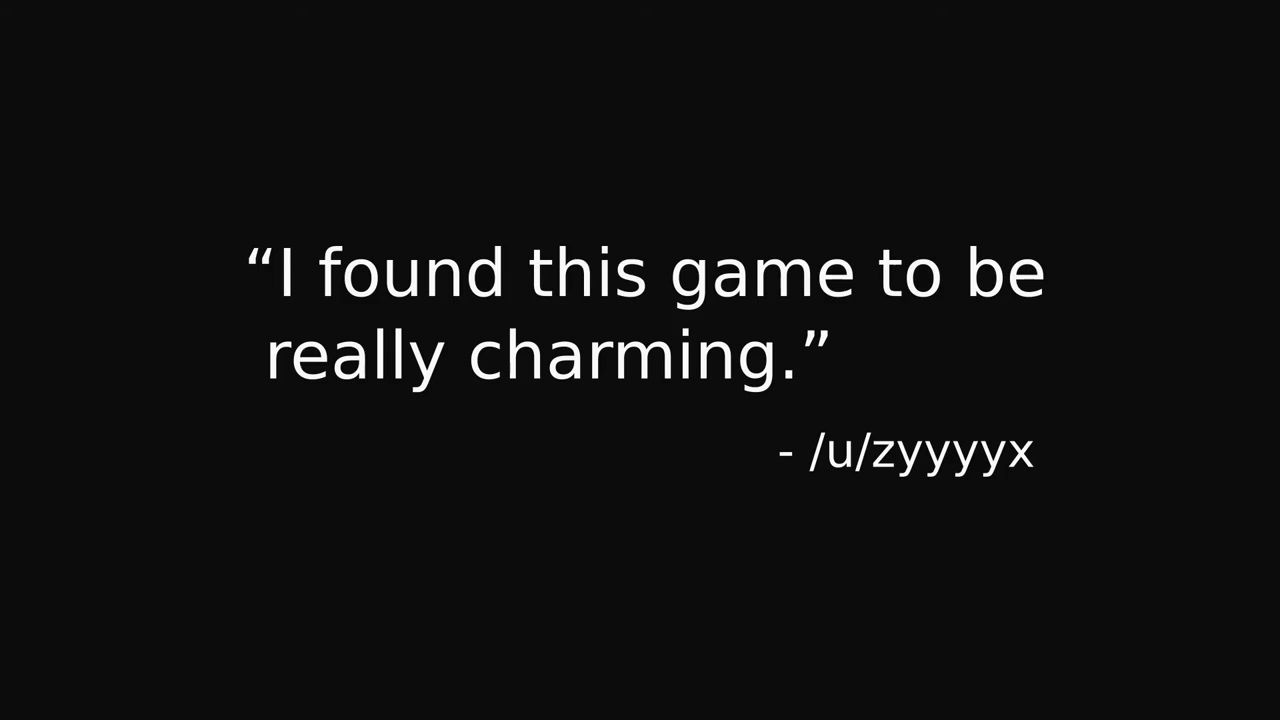 “I found this game to be
really charming.”
- /u/zyyyyx